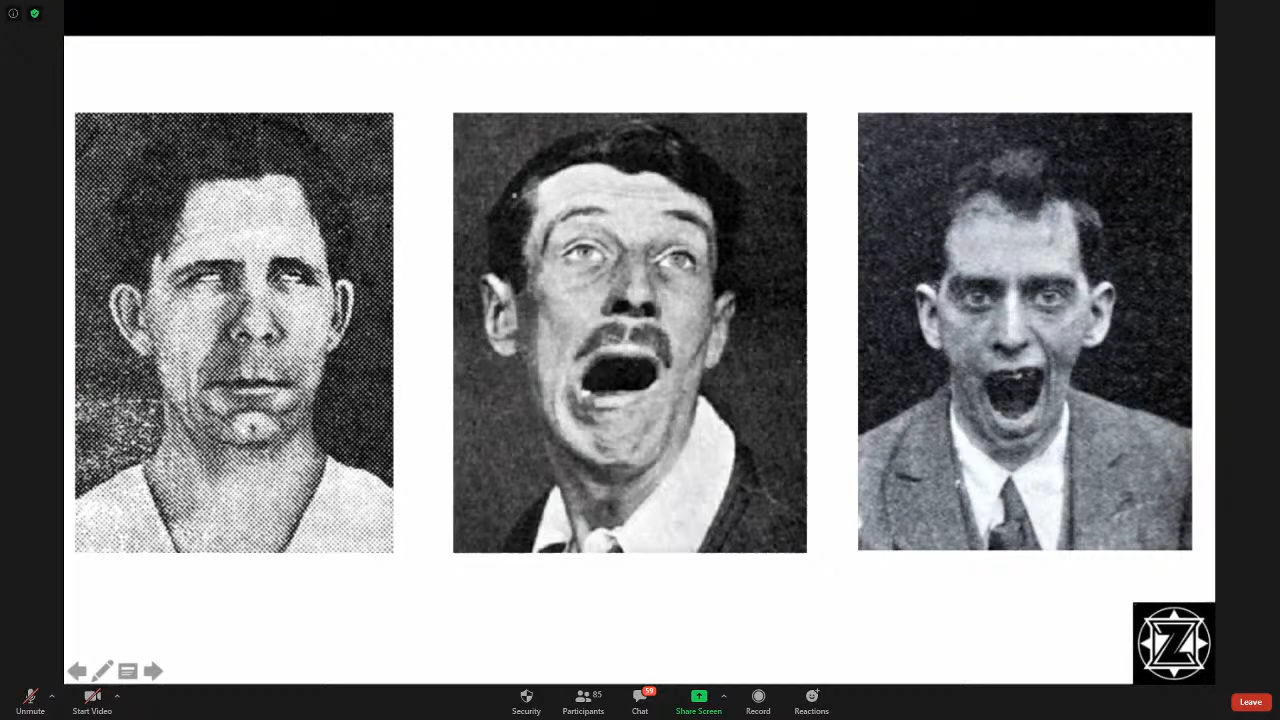 Z
Unmute
Start Video
Security
85
Participants
59
Chat
Share Screen
Record
Reactions
Leave